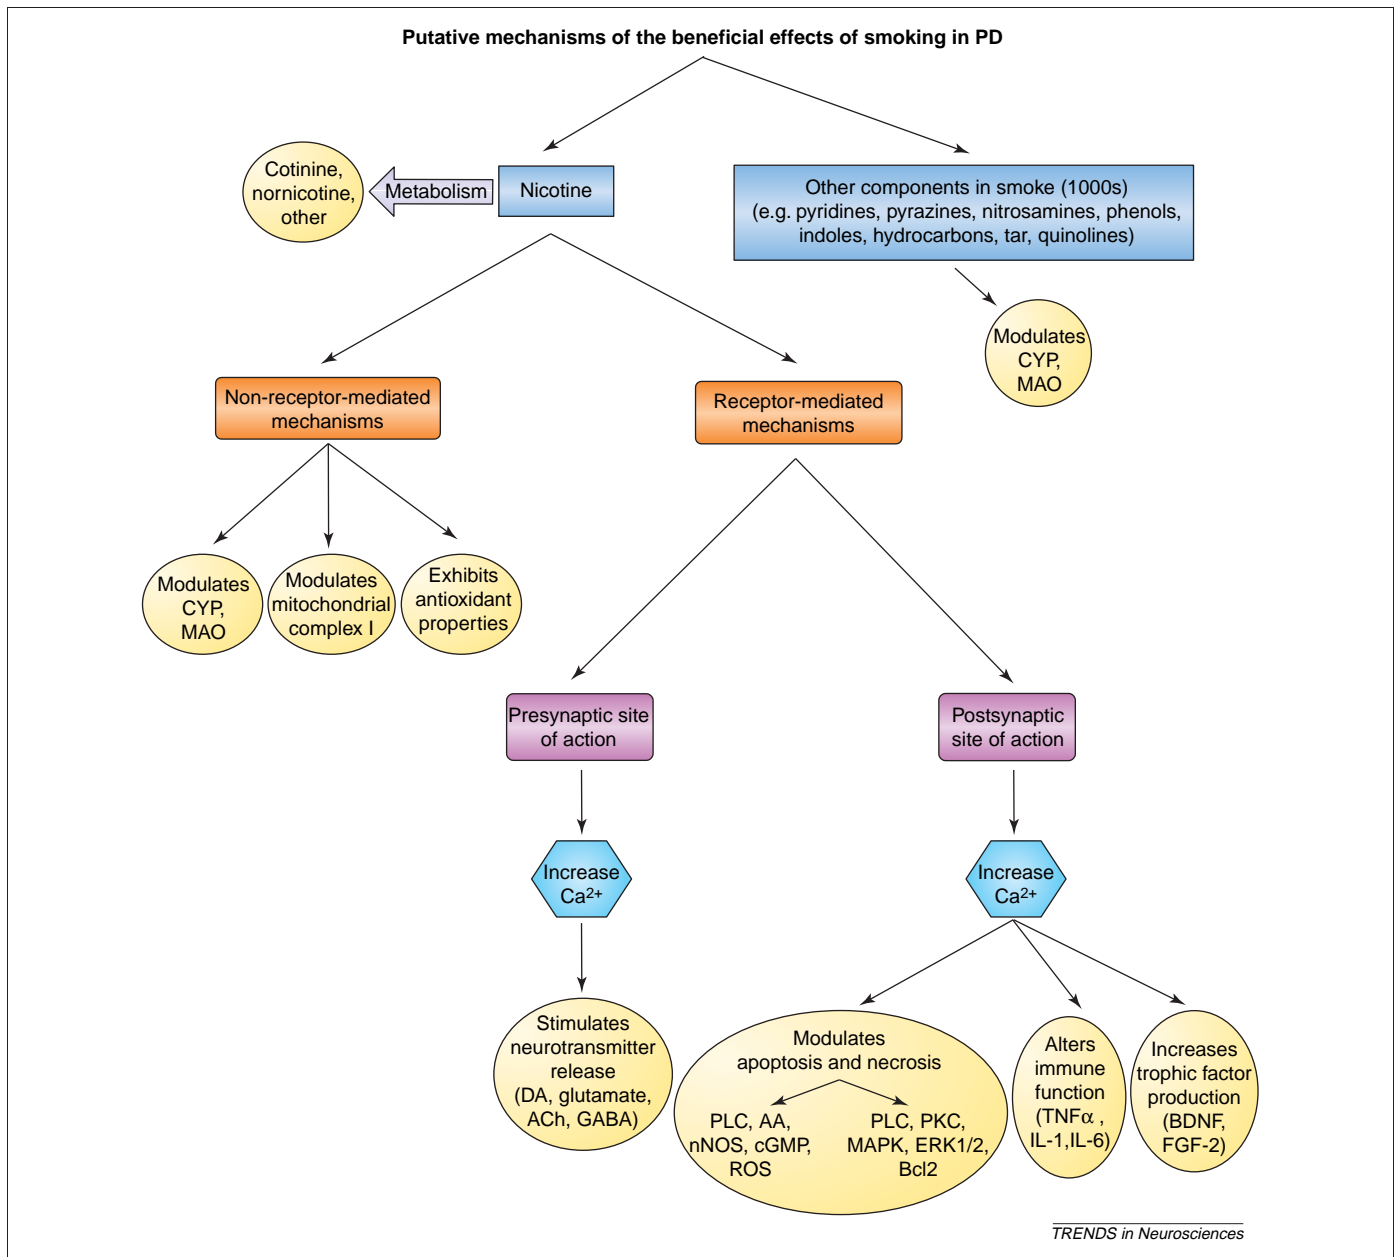 Putative mechanisms of the beneficial effects of smoking in PD
Cotinine,
nornicotine,
other
Metabolism
Nicotine
Other components in smoke (1000s)
(e.g. pyridines, pyrazines, nitrosamines, phenols,
indoles, hydrocarbons, tar, quinolines)
Modulates
CYP,
MAO
Non-receptor-mediated
mechanisms
Receptor-mediated
mechanisms
Modulates
CYP,
MAO
Modulates
mitochondrial
complex I
Exhibits
antioxidant
properties
Presynaptic site
of action
Postsynaptic
site of action
Increase
Ca²⁺
Increase
Ca²⁺
Stimulates
neurotransmitter
release
(DA, glutamate,
ACh, GABA)
Modulates
apoptosis and necrosis
PLC, AA,
nNOS, cGMP,
ROS
PLC, PKC,
MAPK, ERK1/2,
Bcl2
Alters
immune
function
(TNFα ,
IL-1,IL-6)
Increases
trophic factor
production
(BDNF,
FGF-2)
TRENDS in Neurosciences